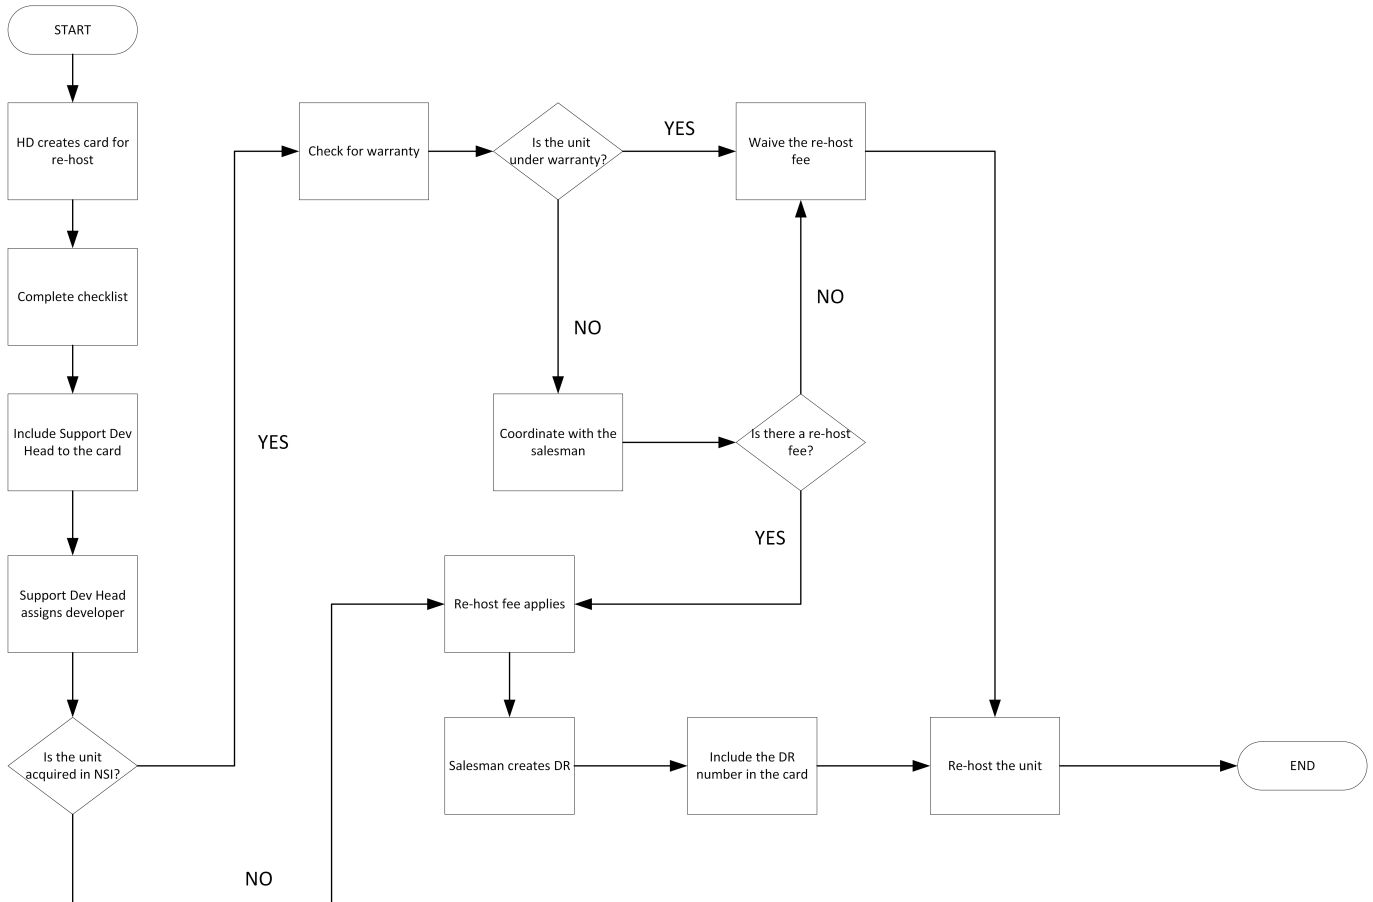 START
HD creates card for
re-host
Complete checklist
Include Support Dev
Head to the card
Support Dev Head
assigns developer
Is the unit
acquired in NSI?
YES
NO
Check for warranty
Is the unit
under warranty?
YES
NO
Waive the re-host
fee
Coordinate with the
salesman
Is there a re-host
fee?
NO
YES
Re-host fee applies
Salesman creates DR
Include the DR
number in the card
Re-host the unit
END